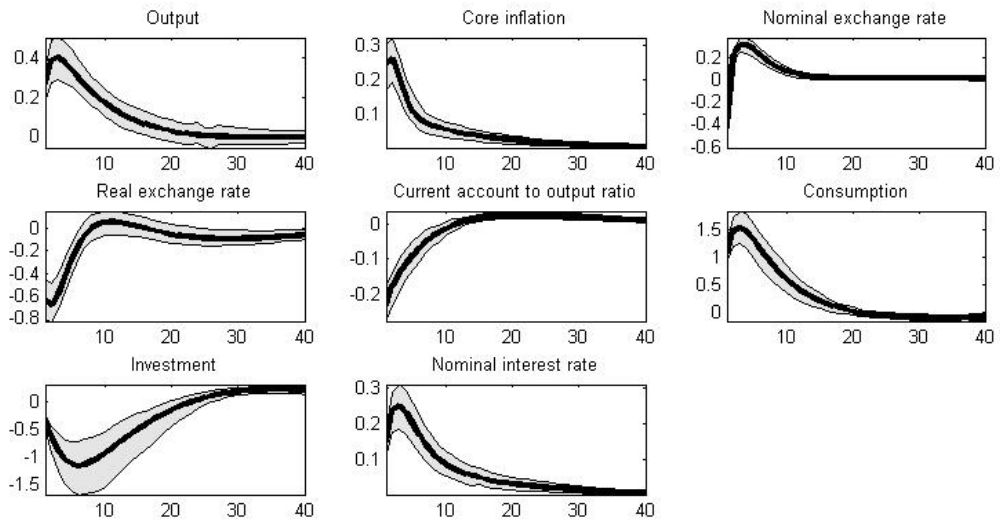 Output
0.4
0.2
0
10 20 30 40
Core inflation
0.3
0.2
0.1
10 20 30 40
Nominal exchange rate
0.2
0
-0.2
-0.4
-0.6
10 20 30 40
Real exchange rate
0
-0.2
-0.4
-0.6
-0.8
10 20 30 40
Current account to output ratio
0
-0.1
-0.2
10 20 30 40
Consumption
1.5
1
0.5
0
10 20 30 40
Investment
0
-0.5
-1
-1.5
10 20 30 40
Nominal interest rate
0.3
0.2
0.1
10 20 30 40